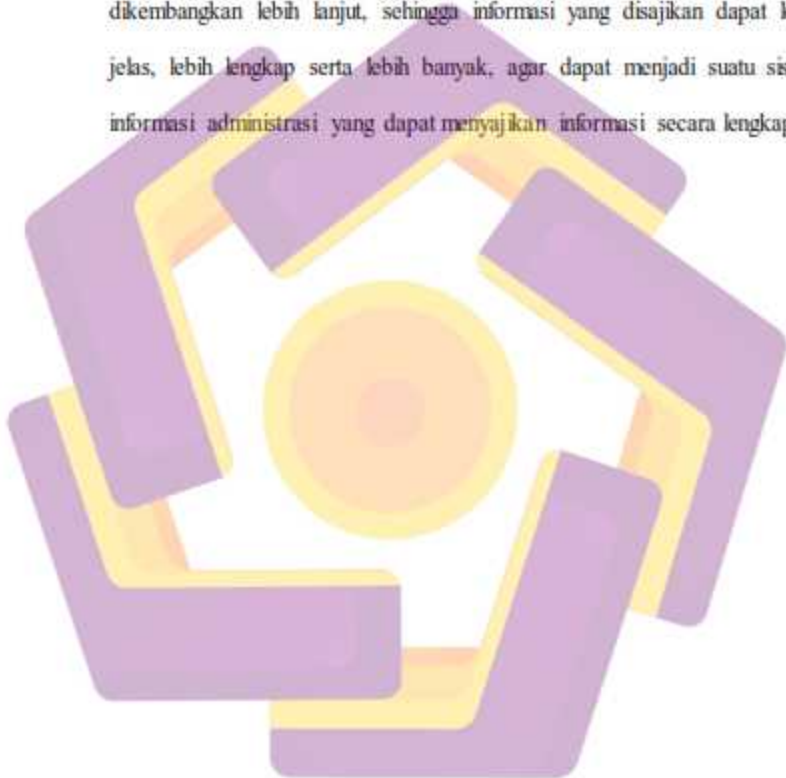 dikembangkan lebih lanjut, sehingga informasi yang disajikan dapat
jelas, lebih lengkap serta lebih banyak, agar dapat menjadi suatu
informasi administrasi yang dapat menyajikan informasi secara lengkap